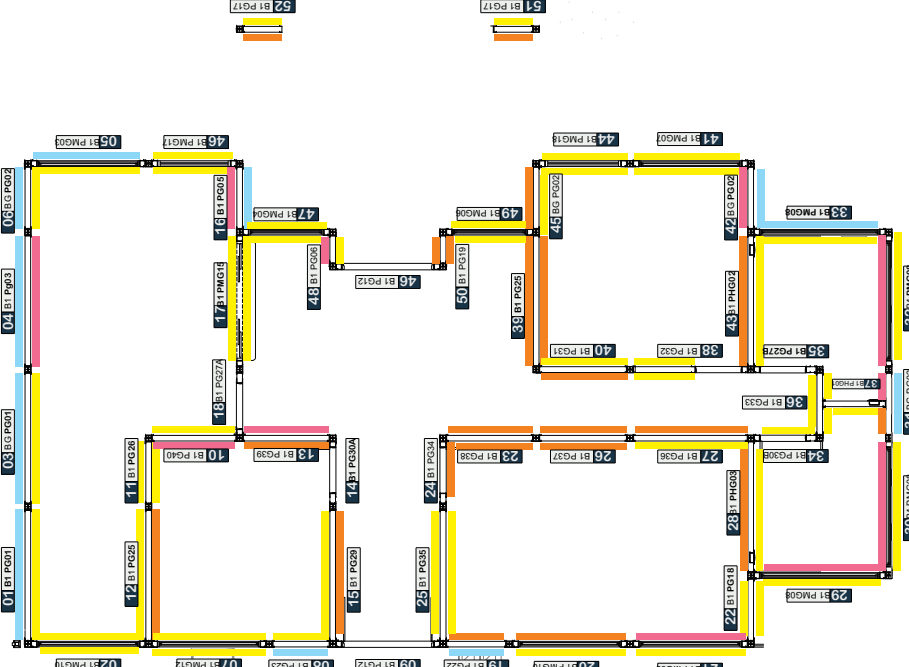 52 B1 PG17
51 B1 PG17
05 B1 PMG03
46 B1 PMG17
44 B1 PMG18
41 B1 PMG07
06 BG PG02
16 B1 PG05
47 B1 PMG04
49 B1 PMG06
45 BG PG02
42 BG PG02
33 B1 PMG08
04 B1 Pg03
17 B1 PMG15
48 B1 PG06
46 B1 PG12
50 B1 PG19
39 B1 PG25
43 B1 PHG02
18 B1 PG27A
40 B1 PG31
38 B1 PG32
35 B1 PG27B
37 B1 PHG01
36 B1 PG33
03 BG PG01
11 B1 PG26
10 B1 PG40
13 B1 PG39
14 B1 PG30A
24 B1 PG34
23 B1 PG38
26 B1 PG37
27 B1 PG36
34 B1 PG30B
28 B1 PHG03
01 B1 PG01
12 B1 PG25
15 B1 PG29
25 B1 PG35
22 B1 PG18
29 B1 PMG08